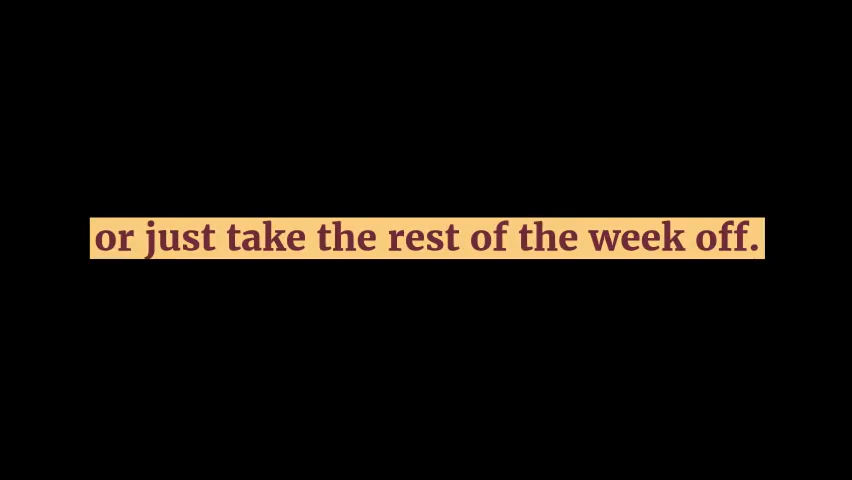 or just take the rest of the week off.